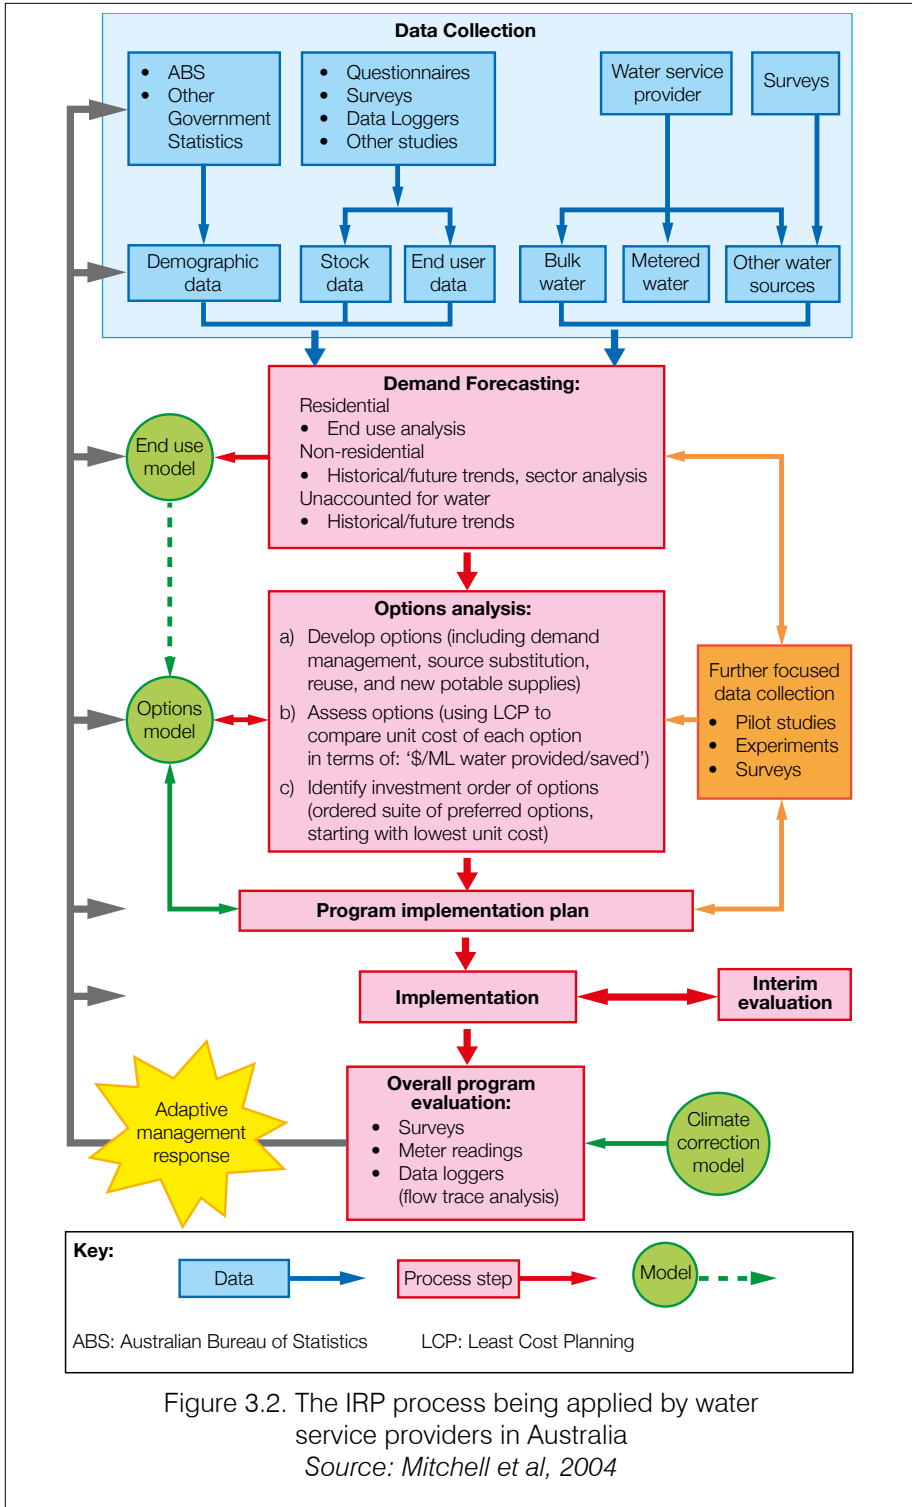 Data Collection
• ABS
• Other
Government
Statistics
• Questionnaires
• Surveys
• Data Loggers
• Other studies
Water service
provider
Surveys
Demographic
data
Stock
data
End user
data
Bulk
water
Metered
water
Other water
sources
Demand Forecasting:
Residential
• End use analysis
Non-residential
• Historical/future trends, sector analysis
Unaccounted for water
• Historical/future trends
End use
model
Options analysis:
a) Develop options (including demand
management, source substitution,
reuse, and new potable supplies)
b) Assess options (using LCP to
compare unit cost of each option
in terms of: ‘$/ML water provided/saved’)
c) Identify investment order of options
(ordered suite of preferred options,
starting with lowest unit cost)
Options
model
Further focused
data collection
• Pilot studies
• Experiments
• Surveys
Program implementation plan
Implementation
Interim
evaluation
Overall program
evaluation:
• Surveys
• Meter readings
• Data loggers
(flow trace analysis)
Adaptive
management
response
Climate
correction
model
Key:
Data
Process step
Model
ABS: Australian Bureau of Statistics
LCP: Least Cost Planning
Figure 3.2. The IRP process being applied by water
service providers in Australia
Source: Mitchell et al, 2004